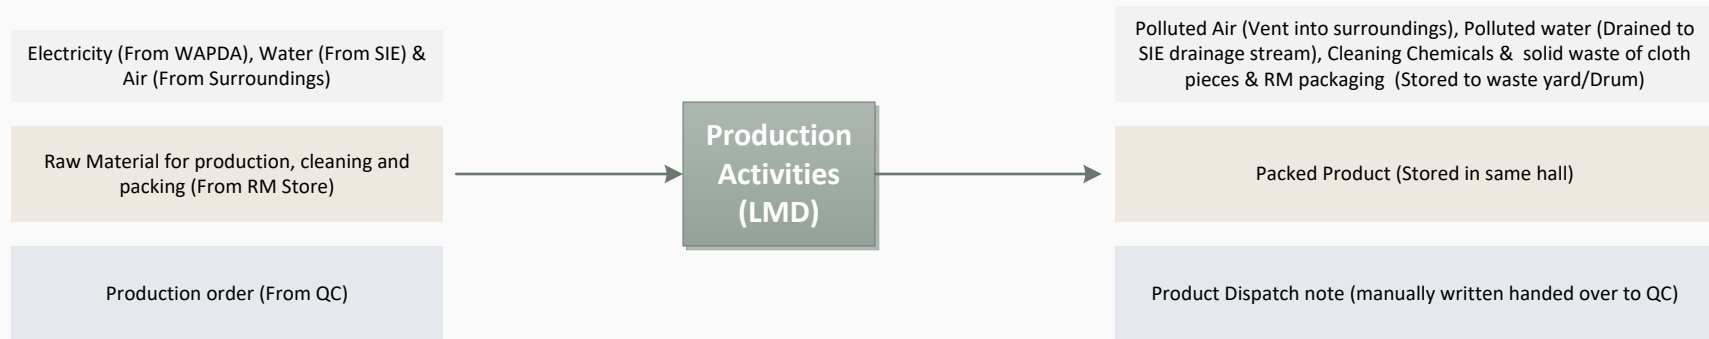 Electricity (From WAPDA), Water (From SIE) &
Air (From Surroundings)
Raw Material for production, cleaning and
packing (From RM Store)
Production order (From QC)
Production
Activities
(LMD)
Polluted Air (Vent into surroundings), Polluted water (Drained to
SIE drainage stream), Cleaning Chemicals & solid waste of cloth
pieces & RM packaging (Stored to waste yard/Drum)
Packed Product (Stored in same hall)
Product Dispatch note (manually written handed over to QC)